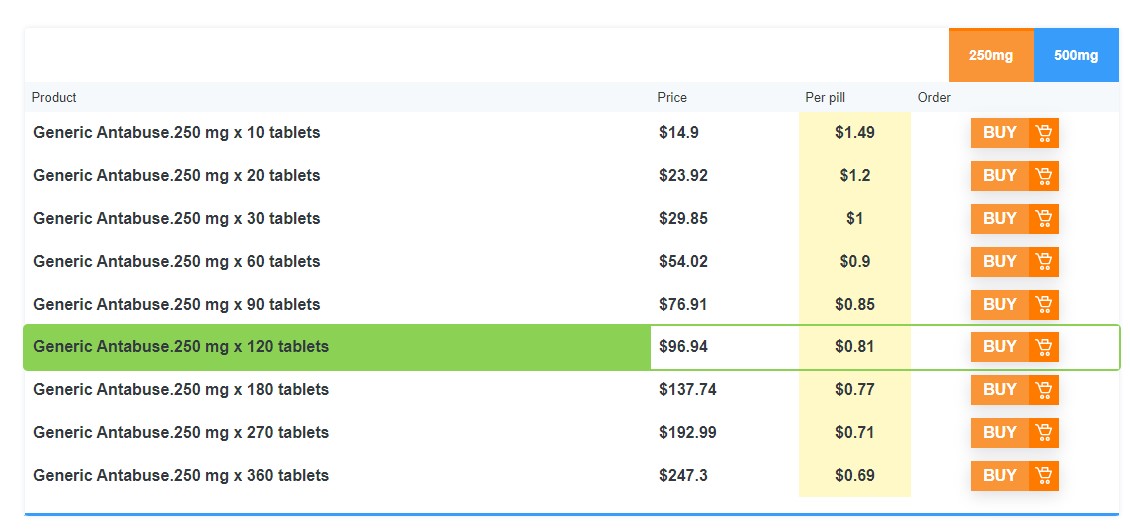 250mg 500mg
Product Price Per pill Order
Generic Antabuse.250 mg x 10 tablets $14.9 $1.49 BUY
Generic Antabuse.250 mg x 20 tablets $23.92 $1.2 BUY
Generic Antabuse.250 mg x 30 tablets $29.85 $1 BUY
Generic Antabuse.250 mg x 60 tablets $54.02 $0.9 BUY
Generic Antabuse.250 mg x 90 tablets $76.91 $0.85 BUY
Generic Antabuse.250 mg x 120 tablets $96.94 $0.81 BUY
Generic Antabuse.250 mg x 180 tablets $137.74 $0.77 BUY
Generic Antabuse.250 mg x 270 tablets $192.99 $0.71 BUY
Generic Antabuse.250 mg x 360 tablets $247.3 $0.69 BUY